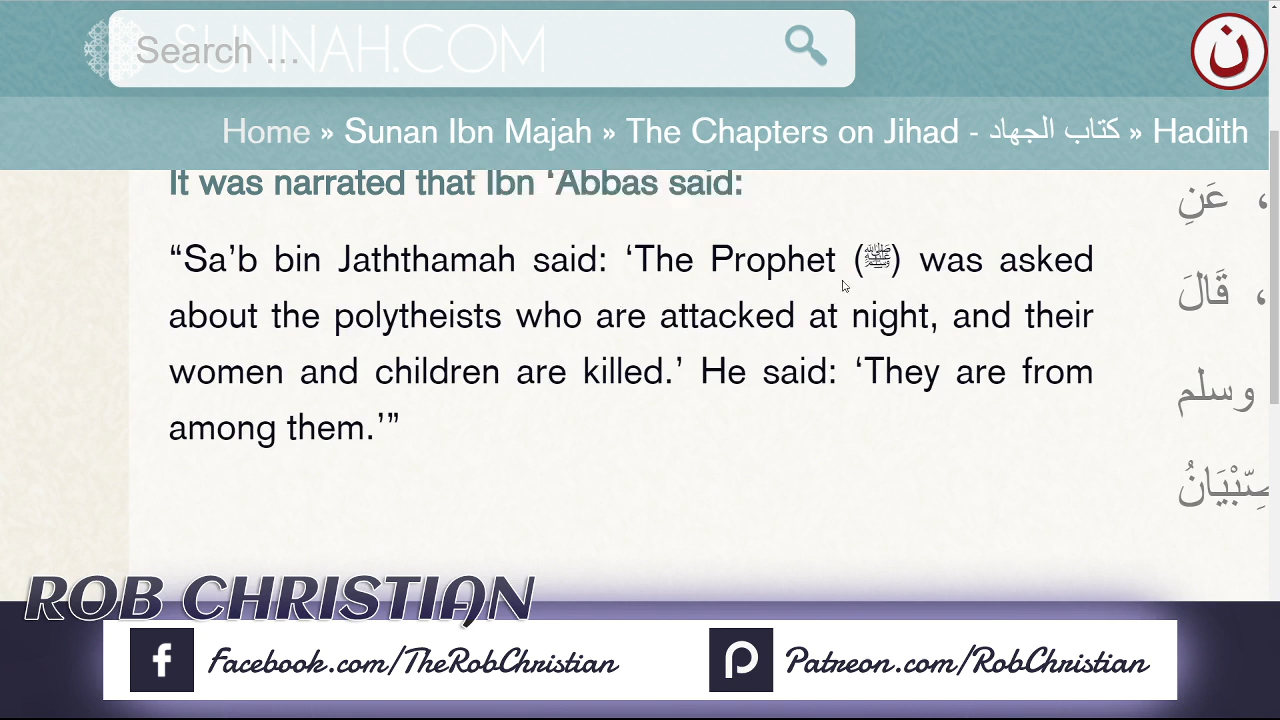 SUNNAH.COM
Search ...
ن
Home » Sunan Ibn Majah » The Chapters on Jihad - كتاب الجهاد » Hadith
It was narrated that Ibn ‘Abbas said:
“Sa’b bin Jaththamah said: ‘The Prophet (ﷺ) was asked
about the polytheists who are attacked at night, and their
women and children are killed.’ He said: ‘They are from
among them.’”
، عَنِ
، قَالَ
وسلم
ROB CHRISTIAN
Facebook.com/TheRobChristian
Patreon.com/RobChristian